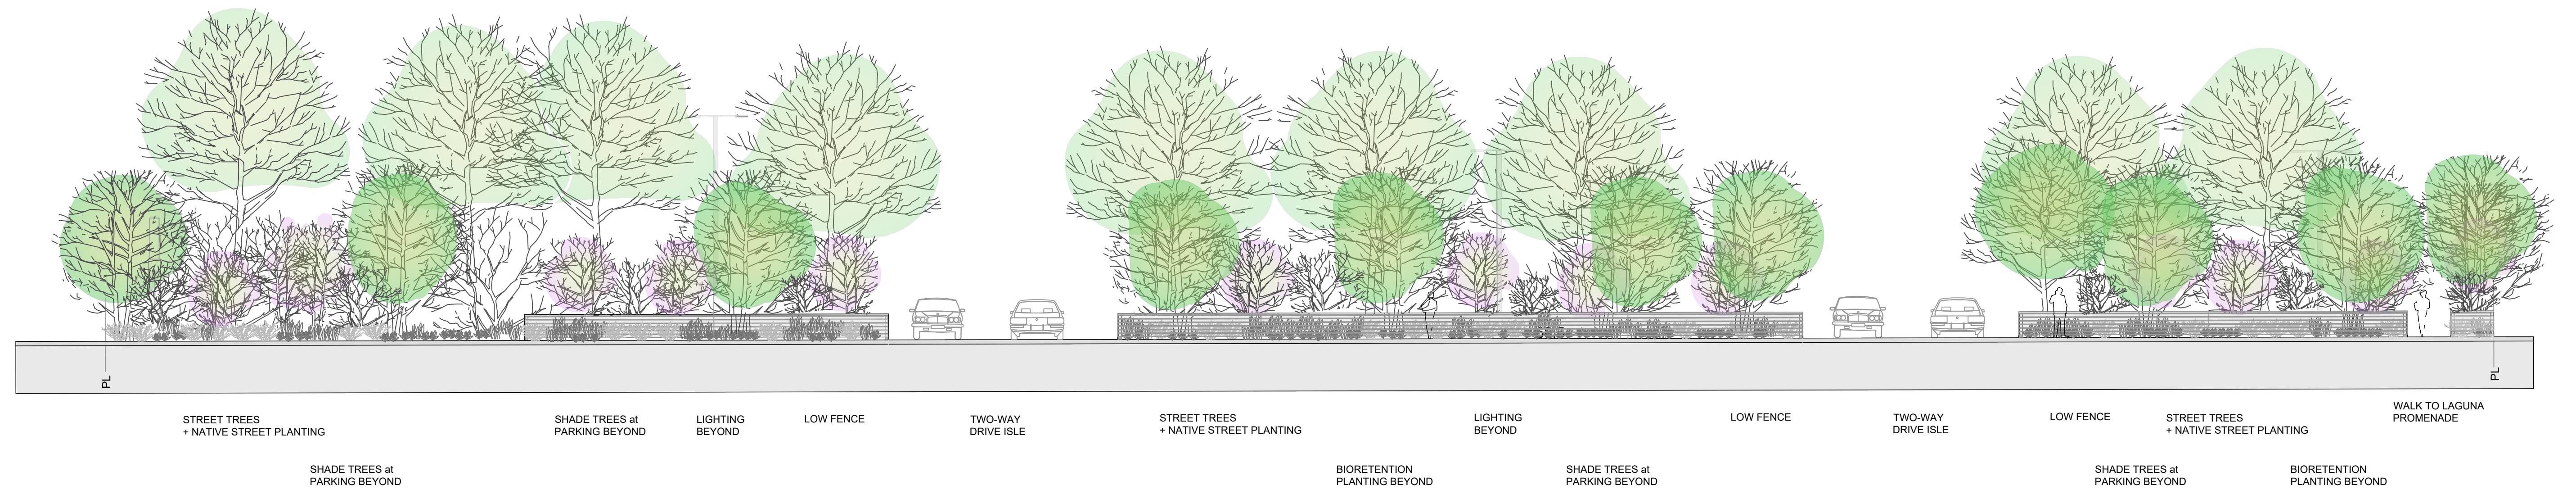 PL
PL
STREET TREES
+ NATIVE STREET PLANTING
SHADE TREES at
PARKING BEYOND
SHADE TREES at
PARKING BEYOND
LIGHTING
BEYOND
LOW FENCE
TWO-WAY
DRIVE ISLE
STREET TREES
+ NATIVE STREET PLANTING
BIORETENTION
PLANTING BEYOND
LIGHTING
BEYOND
SHADE TREES at
PARKING BEYOND
LOW FENCE
TWO-WAY
DRIVE ISLE
LOW FENCE
SHADE TREES at
PARKING BEYOND
STREET TREES
+ NATIVE STREET PLANTING
BIORETENTION
PLANTING BEYOND
WALK TO LAGUNA
PROMENADE